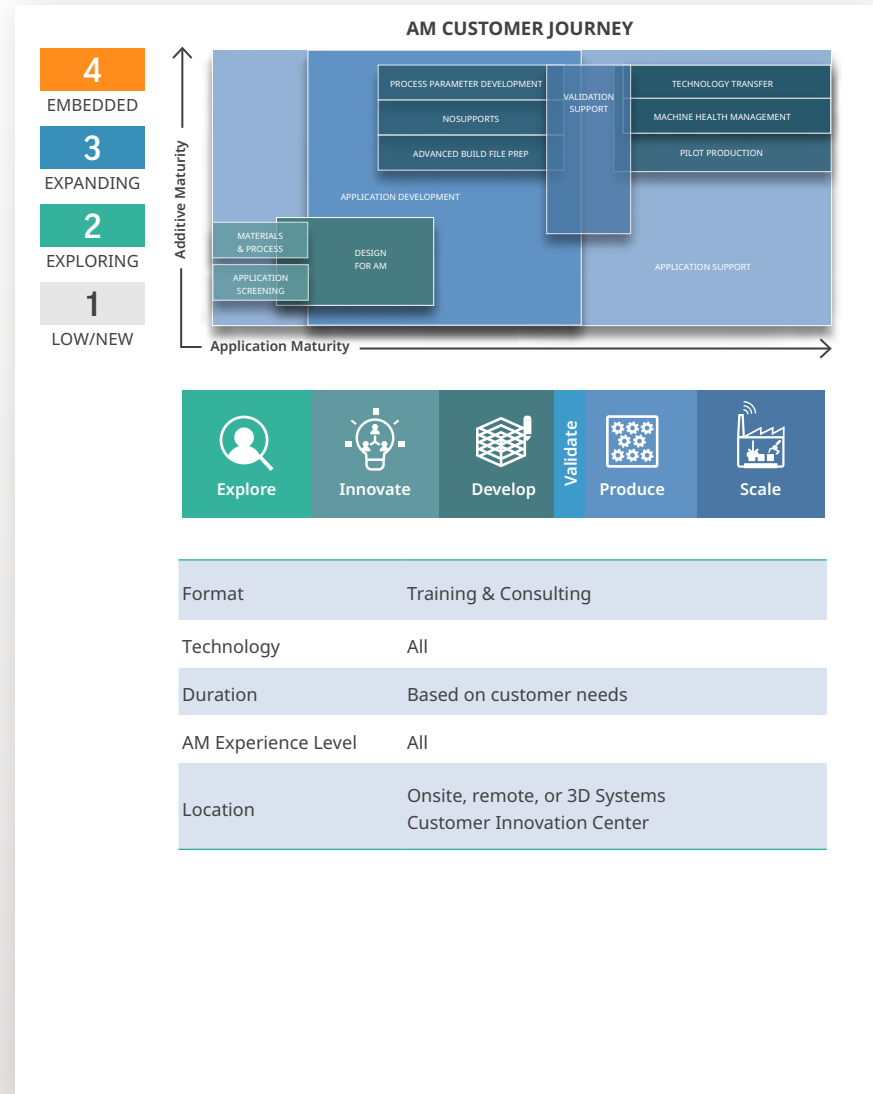 AM CUSTOMER JOURNEY
4
EMBEDDED
3
EXPANDING
2
EXPLORING
1
LOW/NEW
Additive Maturity
PROCESS PARAMETER DEVELOPMENT
NOSUPPORTS
ADVANCED BUILD FILE PREP
VALIDATION
SUPPORT
TECHNOLOGY TRANSFER
MACHINE HEALTH MANAGEMENT
PILOT PRODUCTION
APPLICATION DEVELOPMENT
MATERIALS
& PROCESS
APPLICATION
SCREENING
DESIGN
FOR AM
APPLICATION SUPPORT
Application Maturity
Explore
Innovate
Develop
Validate
Produce
Scale
Format Training & Consulting
Technology All
Duration Based on customer needs
AM Experience Level All
Location Onsite, remote, or 3D Systems
Customer Innovation Center